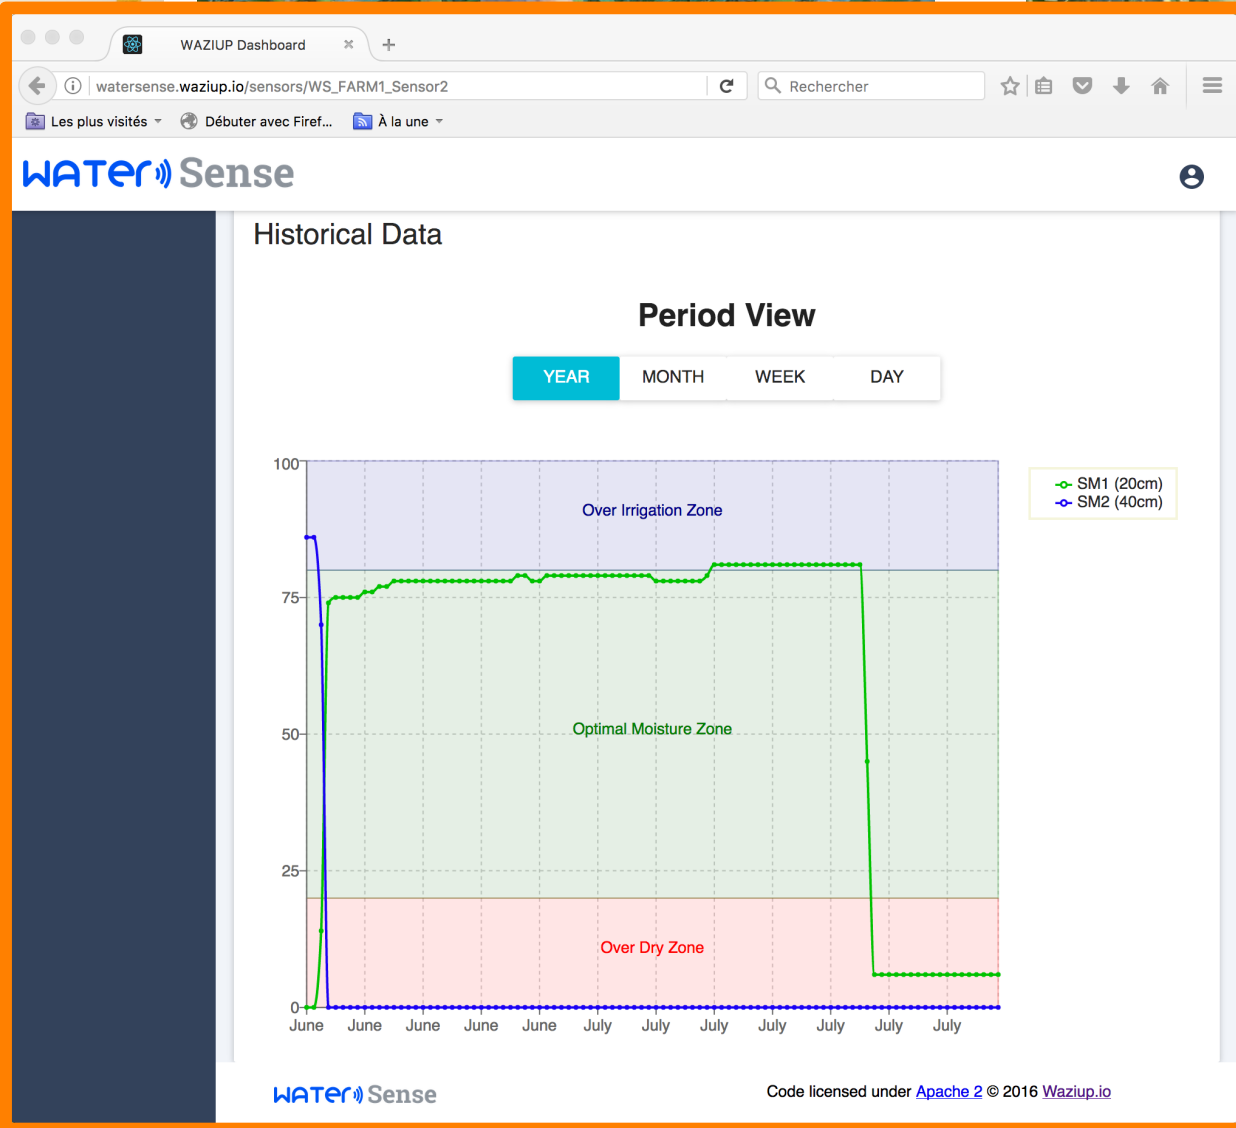 WAZIUP Dashboard
watersense.waziup.io/sensors/WS_FARM1_Sensor2
Rechercher
Les plus visités
Débuter avec Firef...
À la une
WATer Sense
Historical Data
Period View
YEAR MONTH WEEK DAY
100
75
50
25
0
Over Irrigation Zone
Optimal Moisture Zone
Over Dry Zone
SM1 (20cm)
SM2 (40cm)
June June June June June July July July July July July July
WATer Sense
Code licensed under Apache 2 © 2016 Waziup.io